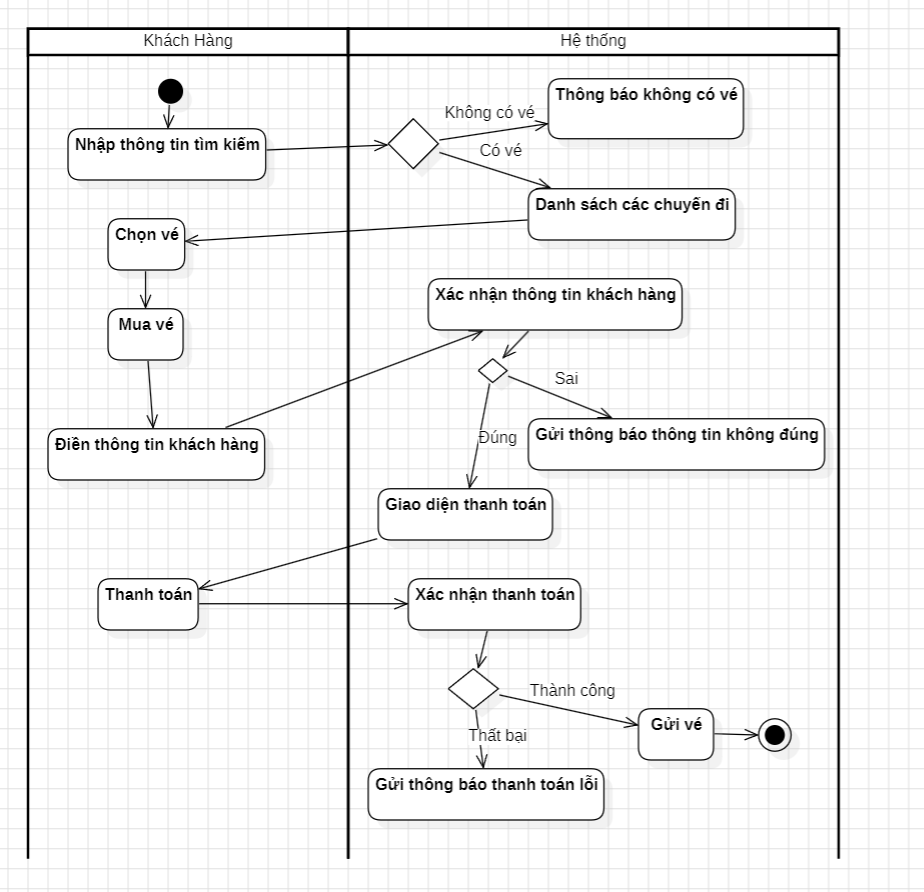 Khách Hàng
Hệ thống
Thông báo không có vé
Không có vé
Nhập thông tin tìm kiếm
Có vé
Danh sách các chuyến đi
Chọn vé
Xác nhận thông tin khách hàng
Mua vé
Sai
Điền thông tin khách hàng
Đúng
Gửi thông báo thông tin không đúng
Giao diện thanh toán
Thanh toán
Xác nhận thanh toán
Thành công
Gửi vé
Thất bại
Gửi thông báo thanh toán lỗi